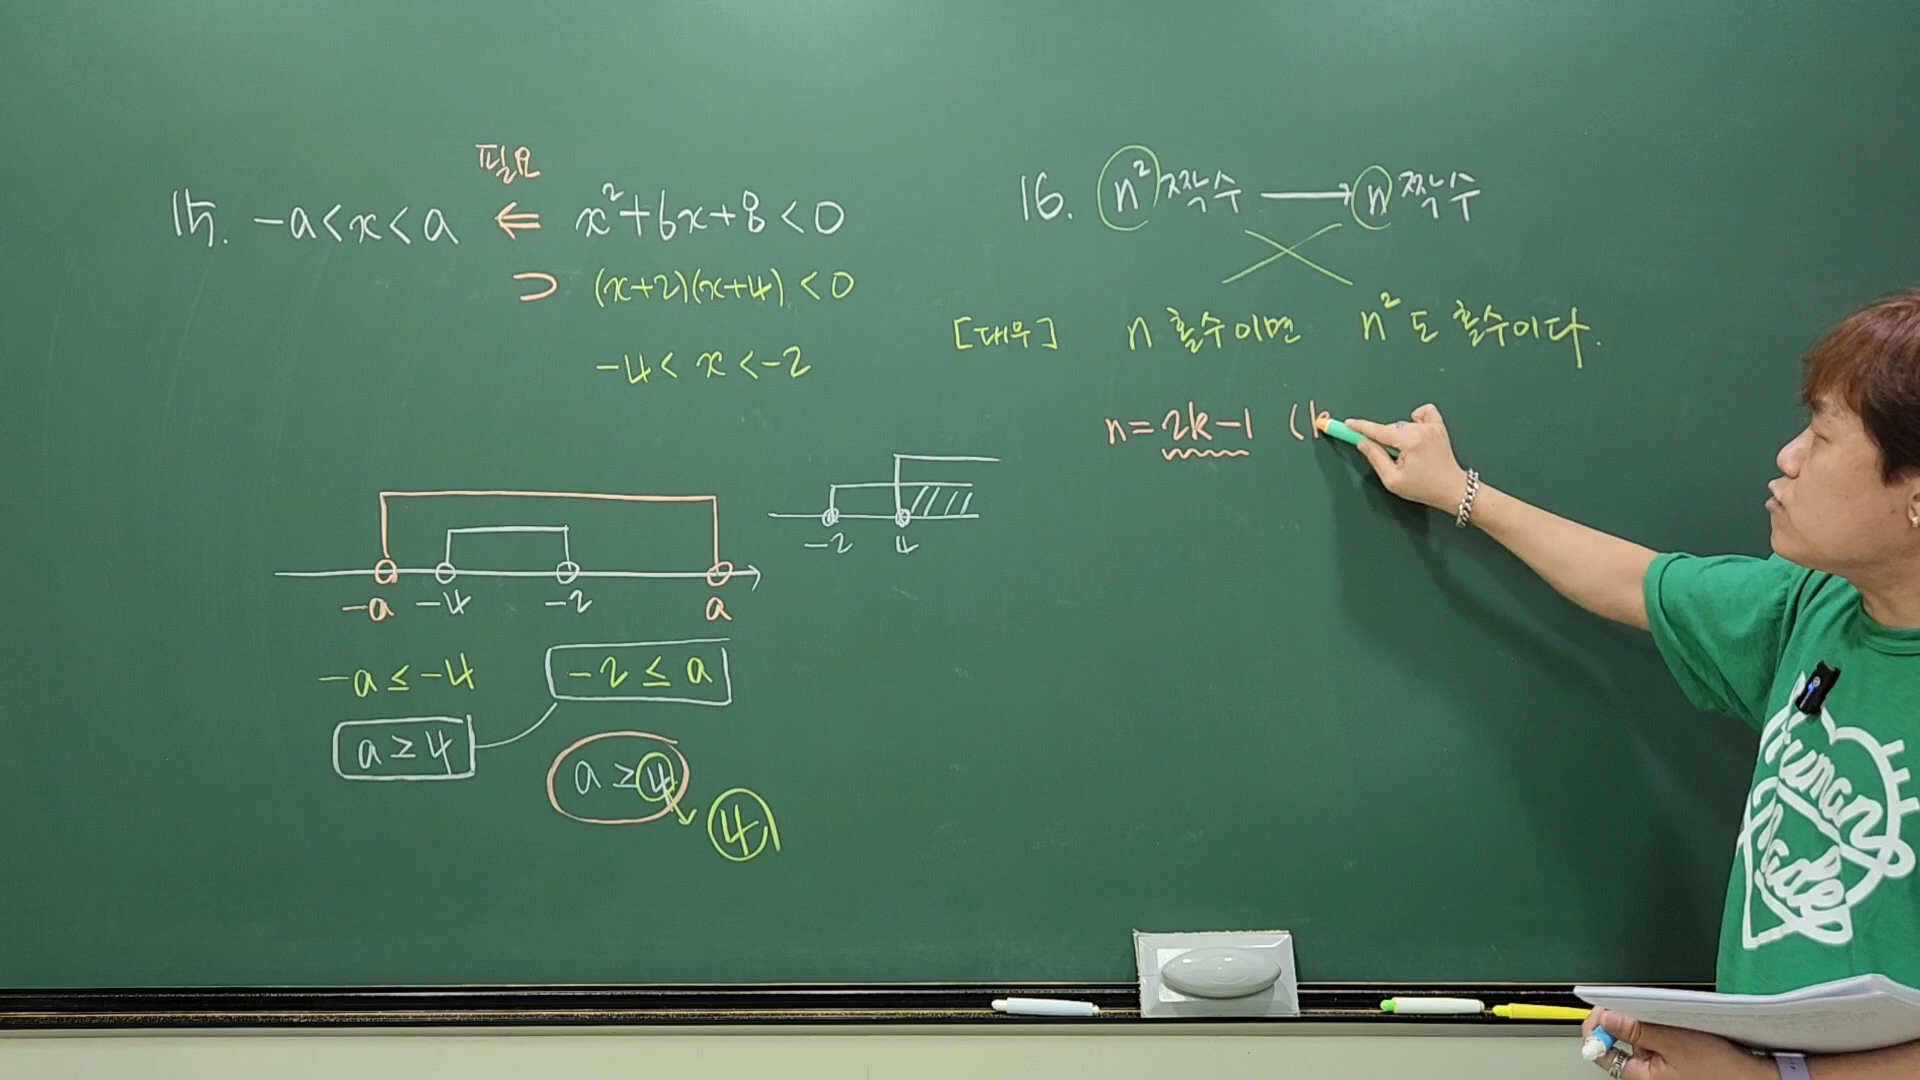 필요
15. -a<x<a ⇐ x²+6x+8<0
⊃ (x+2)(x+4)<0
-4<x<-2
-a -4 -2 a
-2 4
-a≤-4 -2≤a
a≥4
a≥4 4
16. n² 짝수 → n 짝수
[대우] n 홀수이면 n²도 홀수이다.
n=2k-1 (k
Human Made